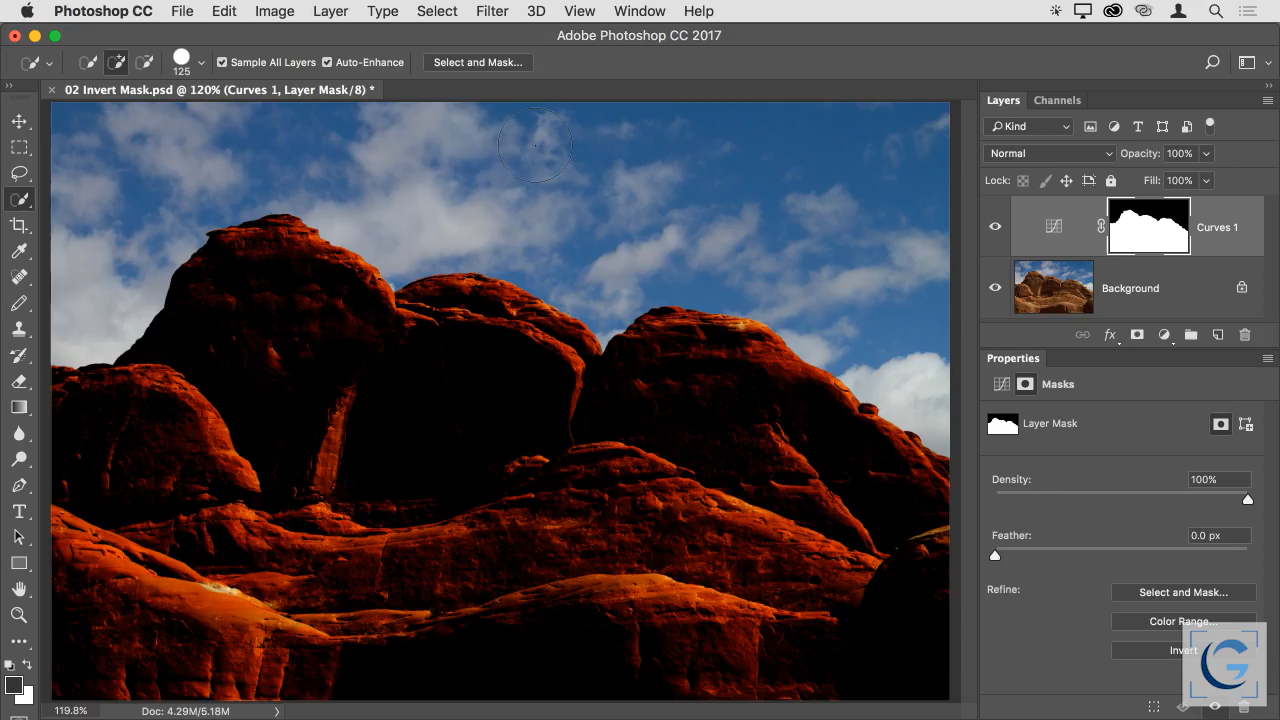 Photoshop CC File Edit Image Layer Type Select Filter 3D View Window Help
Adobe Photoshop CC 2017
125 Sample All Layers Auto-Enhance Select and Mask...
02 Invert Mask.psd @ 120% (Curves 1, Layer Mask/8) *
Layers Channels
Kind
Normal Opacity: 100%
Lock: Fill: 100%
Curves 1
Background
fx
Properties
Masks
Layer Mask
Density: 100%
Feather: 0.0 px
Refine: Select and Mask...
Color Range...
Invert
119.8% Doc: 4.29M/5.18M